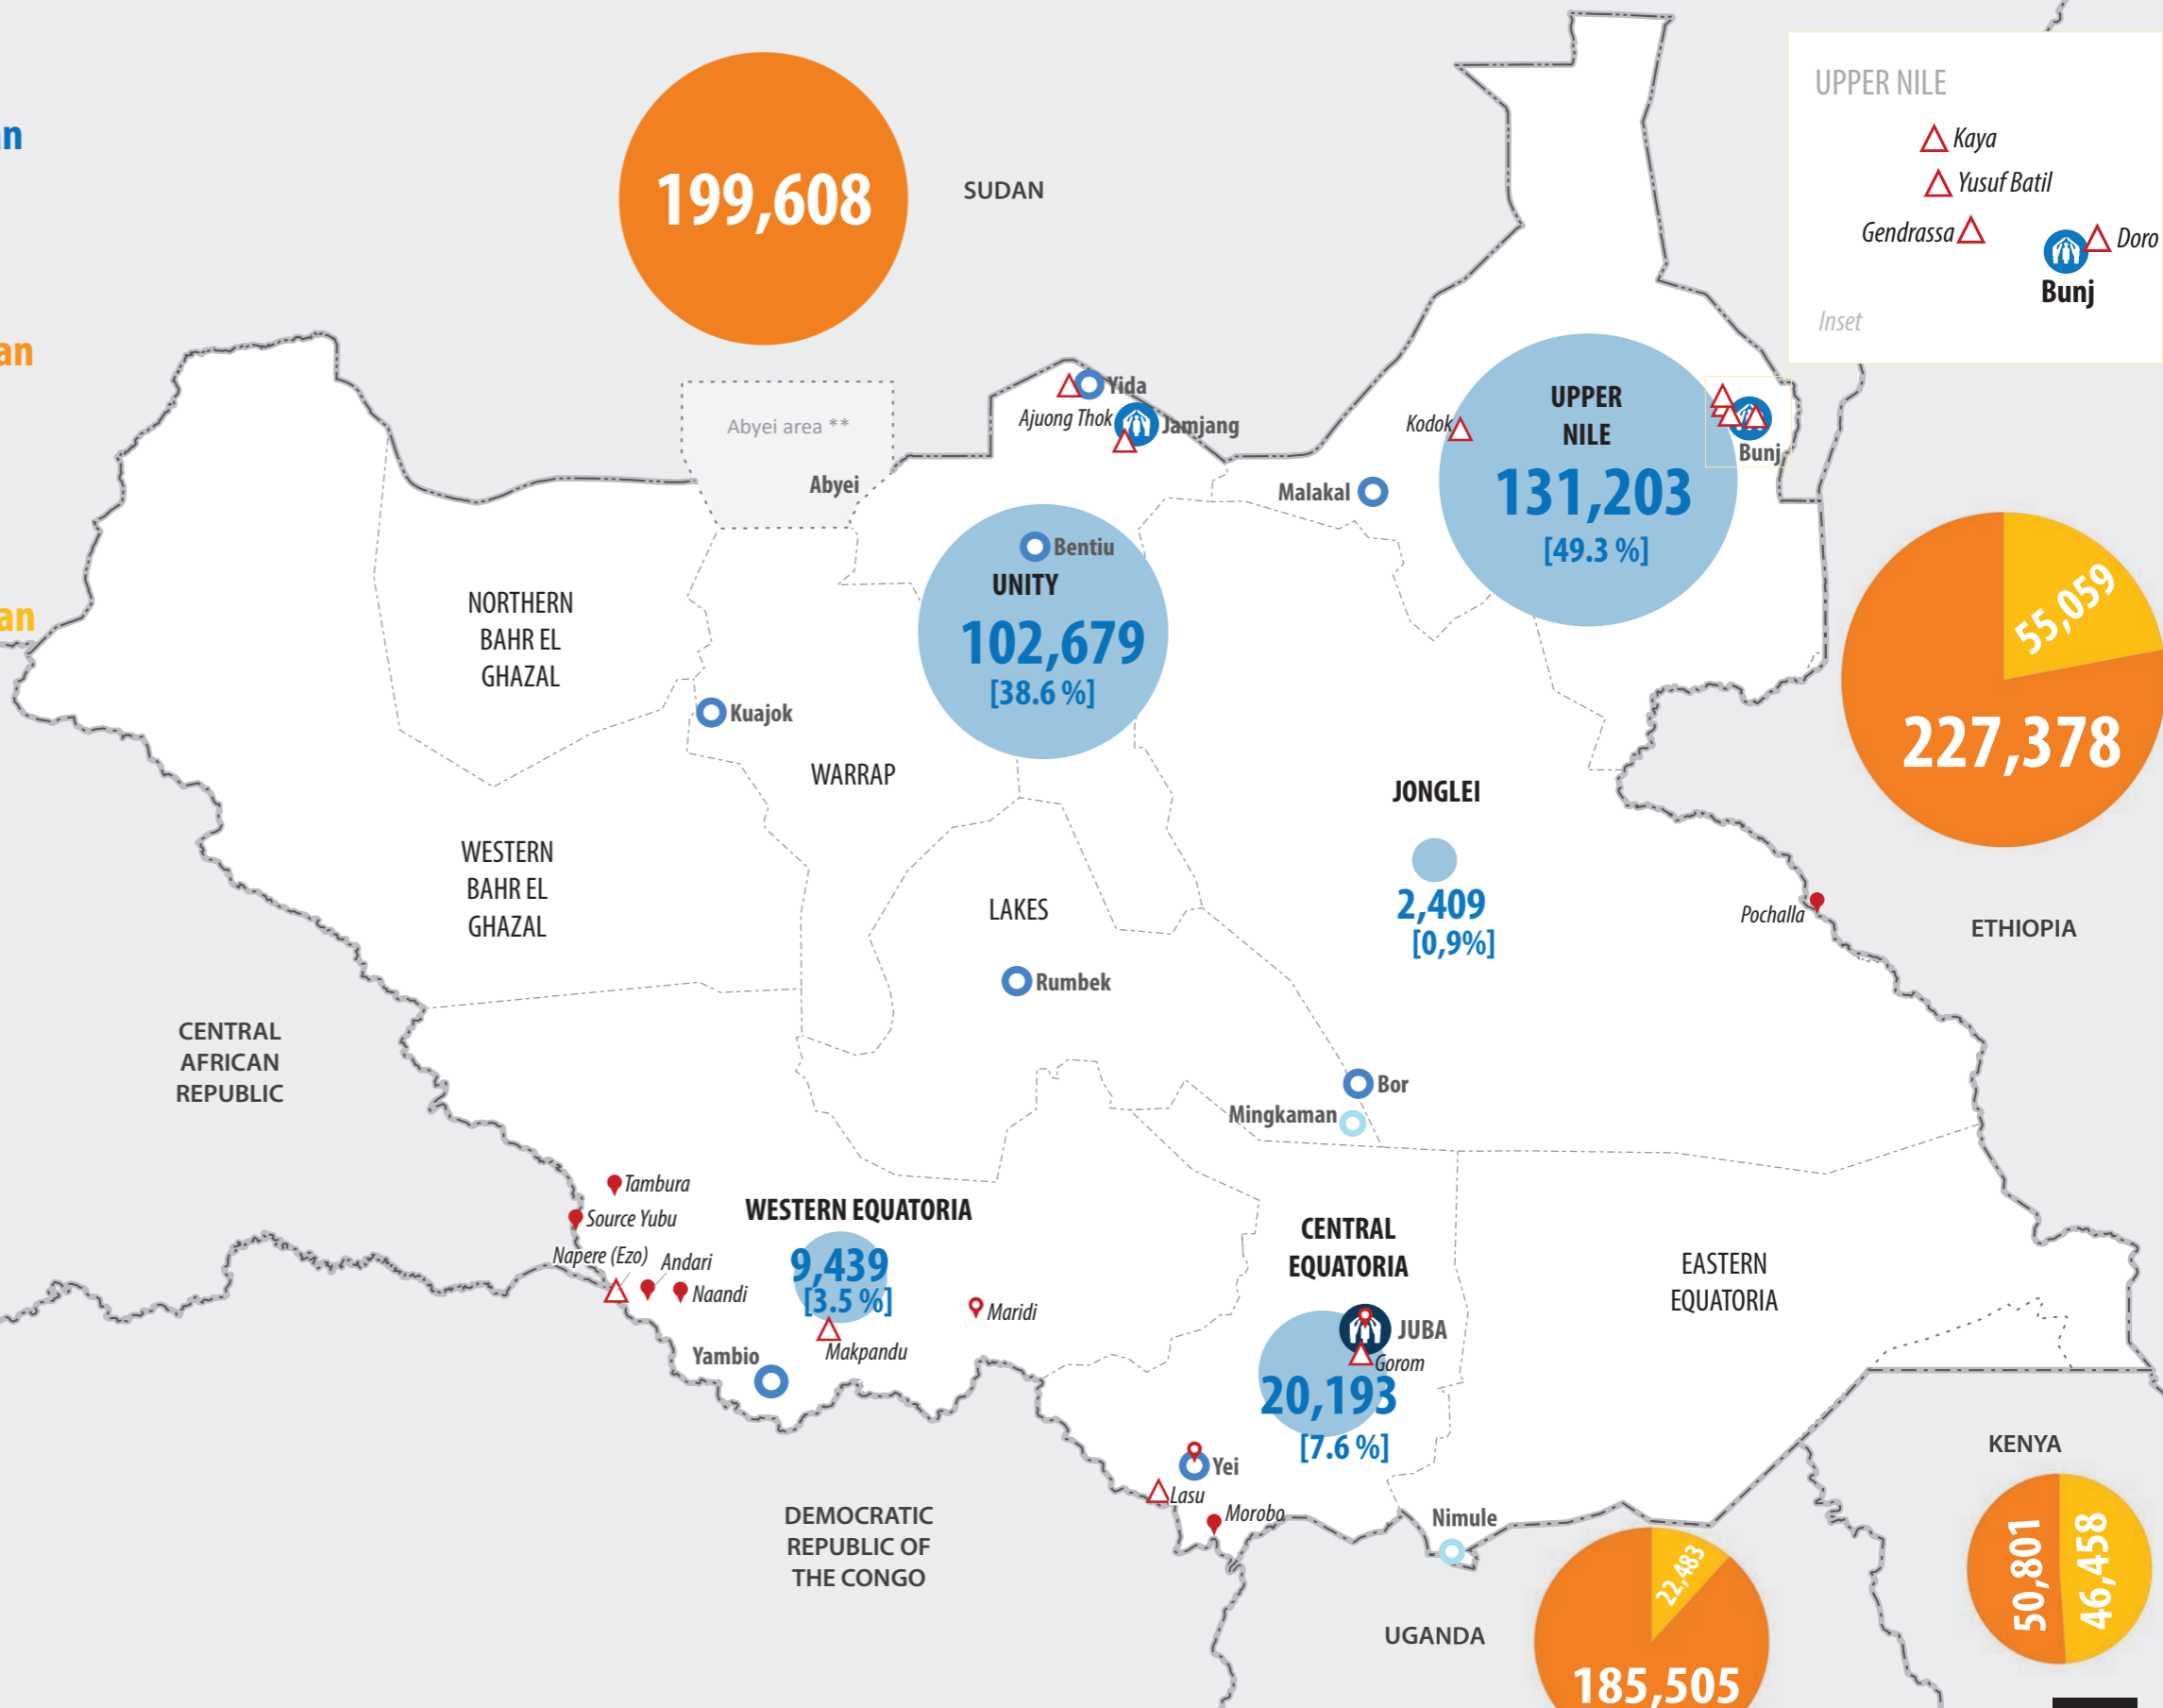 an
an
an
199,608
SUDAN
UPPER NILE
Kaya
Yusuf Batil
Gendrassa
Doro
Bunj
Inset
Abyei area **
Abyei
Yida
Ajuong Thok
Jamjang
Kodok
Malakal
UPPER
NILE
131,203
[49.3 %]
Bunj
Bentiu
UNITY
102,679
[38.6 %]
55,059
227,378
NORTHERN
BAHR EL
GHAZAL
Kuajok
WARRAP
JONGLEI
2,409
[0,9%]
WESTERN
BAHR EL
GHAZAL
LAKES
Rumbek
Pochalla
ETHIOPIA
CENTRAL
AFRICAN
REPUBLIC
Bor
Mingkaman
Tambura
Source Yubu
Napere (Ezo)
Andari
Naandi
WESTERN EQUATORIA
9,439
[3.5 %]
Makpandu
Maridi
Yambio
CENTRAL
EQUATORIA
JUBA
Gorom
20,193
[7.6 %]
EASTERN
EQUATORIA
Yei
Lasu
Morobo
Nimule
KENYA
50,801
46,458
DEMOCRATIC
REPUBLIC OF
THE CONGO
UGANDA
22,483
185,505